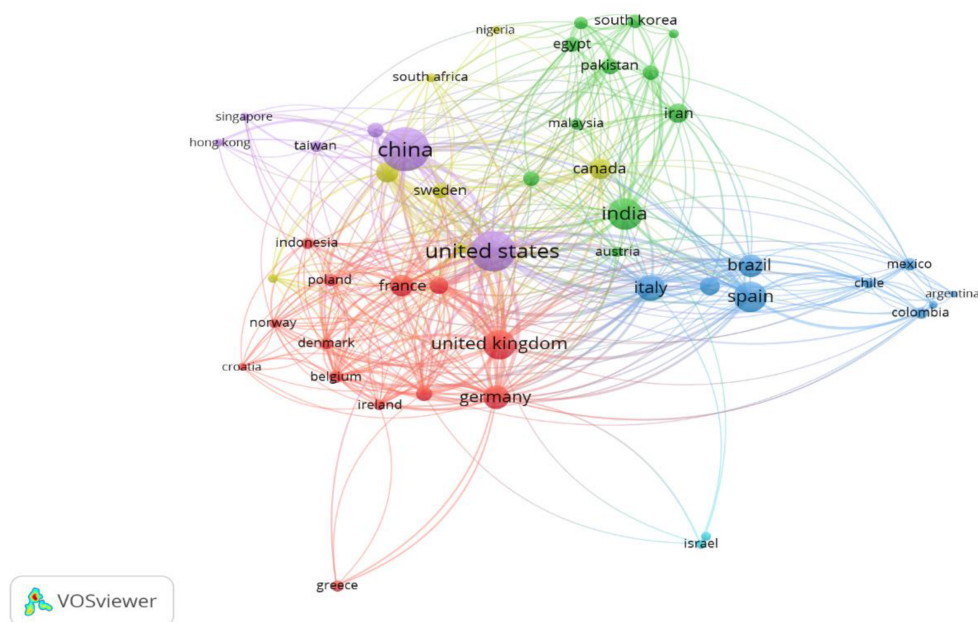 nigeria
south korea
egypt
pakistan
south africa
iran
singapore
malaysia
hong kong
taiwan
china
canada
sweden
india
indonesia
united states
austria
poland
france
brazil
mexico
italy
spain
chile
argentina
colombia
norway
denmark
united kingdom
croatia
belgium
ireland
germany
israel
greece
VOSviewer